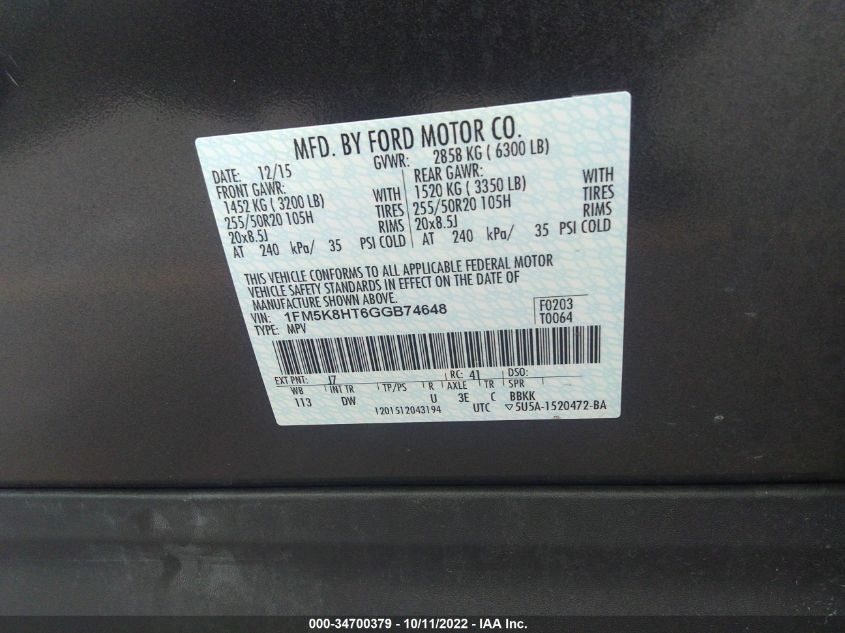 MFD. BY FORD MOTOR CO.
DATE: 12/15 GVWR: 2858 KG ( 6300 LB)
FRONT GAWR: REAR GAWR:
1452 KG ( 3200 LB) WITH 1520 KG ( 3350 LB) WITH
255/50R20 105H TIRES 255/50R20 105H TIRES
20x8.5J RIMS 20x8.5J RIMS
AT 240 kPa/ 35 PSI COLD AT 240 kPa/ 35 PSI COLD
THIS VEHICLE CONFORMS TO ALL APPLICABLE FEDERAL MOTOR
VEHICLE SAFETY STANDARDS IN EFFECT ON THE DATE OF
MANUFACTURE SHOWN ABOVE.
VIN: 1FM5K8HT6GGB74648 F0203
TYPE: MPV T0064
EXT PNT: J7 RC: 41 DSO:
WB INT TR TP/PS R AXLE TR SPR
113 DW U 3E C BBKK
1201512043194 UTC ▽5U5A-1520472-BA
000-34700379 - 10/11/2022 - IAA Inc.